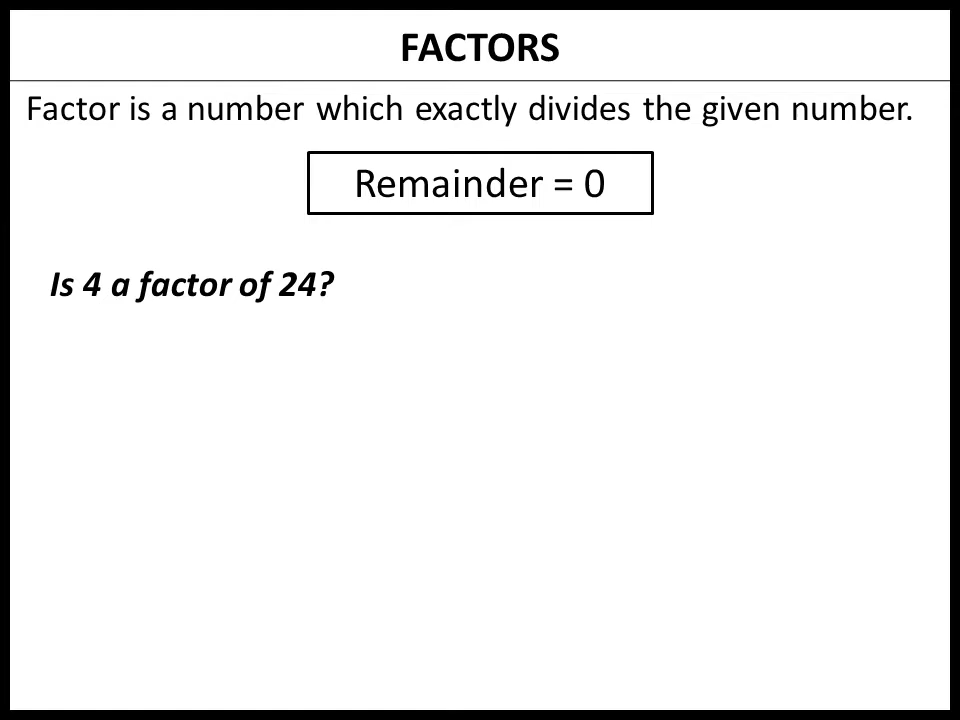 FACTORS
Factor is a number which exactly divides the given number.
Remainder = 0
Is 4 a factor of 24?